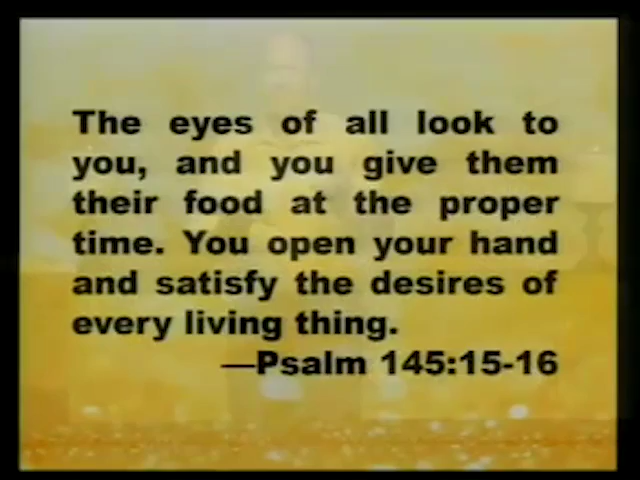 The eyes of all look to
you, and you give them
their food at the proper
time. You open your hand
and satisfy the desires of
every living thing.
—Psalm 145:15-16